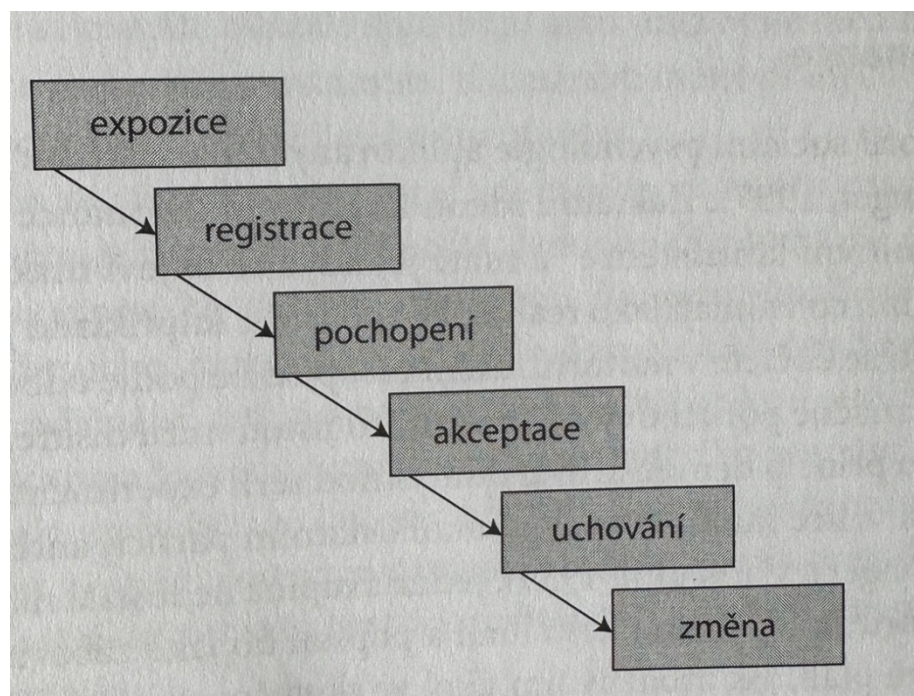 expozice
registrace
pochopení
akceptace
uchování
změna